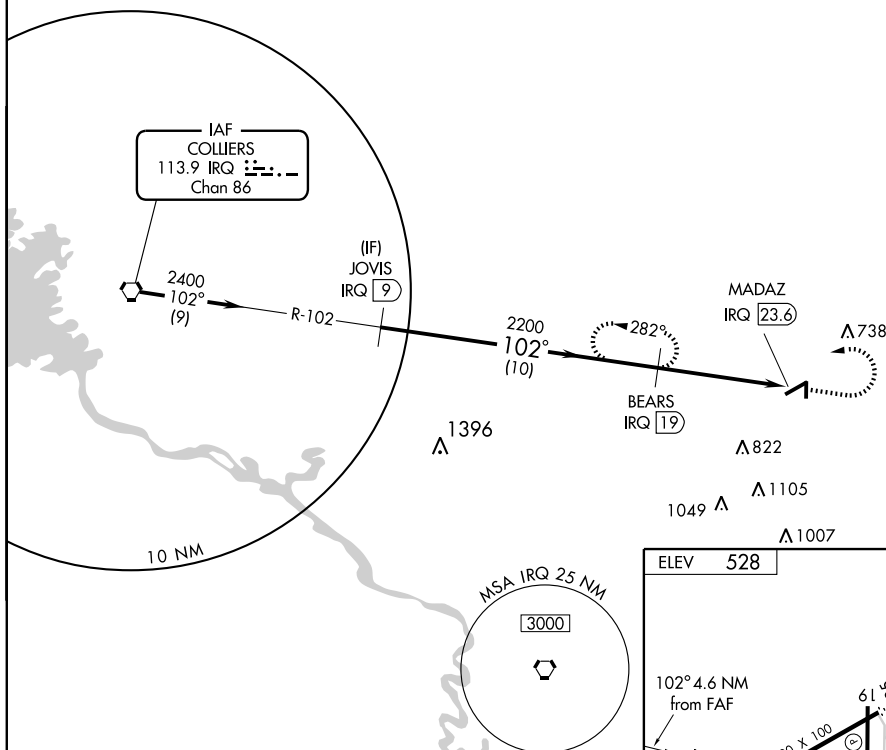 IAF
COLLIERS
113.9 IRQ
Chan 86
(IF)
JOVIS
IRQ 9
2400
102°
(9)
R-102
2200
102°
(10)
282°
MADAZ
IRQ 23.6
738
BEARS
IRQ 19
1396
822
1105
1049
1007
10 NM
MSA IRQ 25 NM
3000
ELEV 528
102° 4.6 NM
from FAF
19
X 100
P